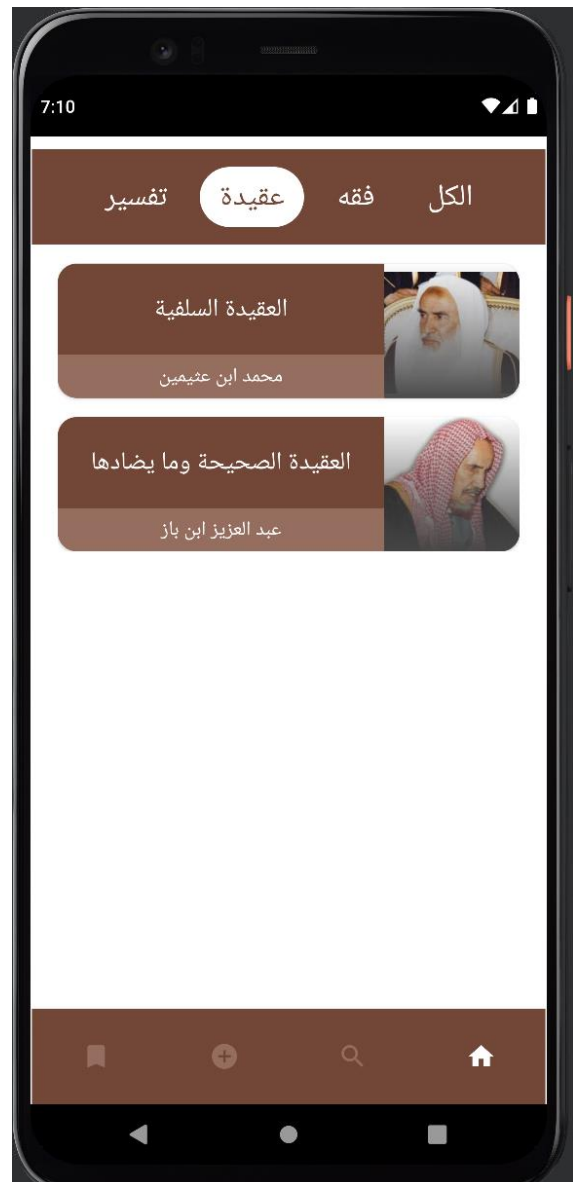 7:10
الكل فقه عقيدة تفسير
العقيدة السلفية
محمد ابن عثيمين
العقيدة الصحيحة وما يضادها
عبد العزيز ابن باز